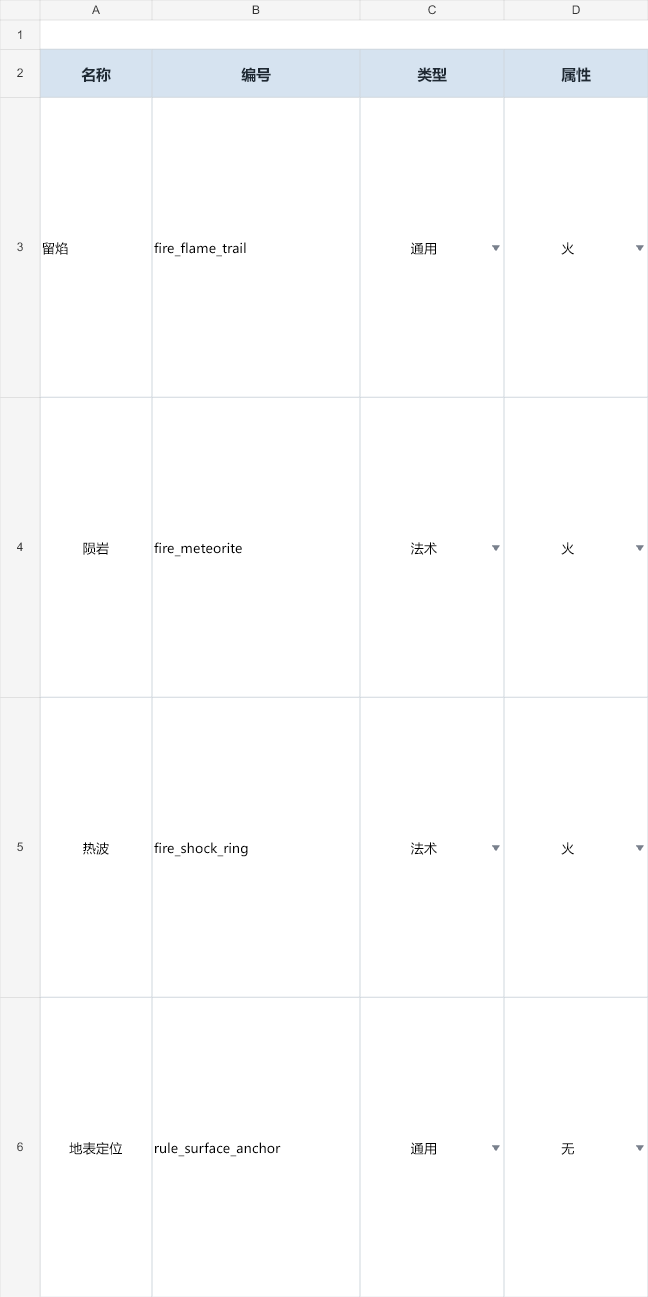 A B C D
1
2 名称 编号 类型 属性
3 留焰 fire_flame_trail 通用 火
4 陨岩 fire_meteorite 法术 火
5 热波 fire_shock_ring 法术 火
6 地表定位 rule_surface_anchor 通用 无